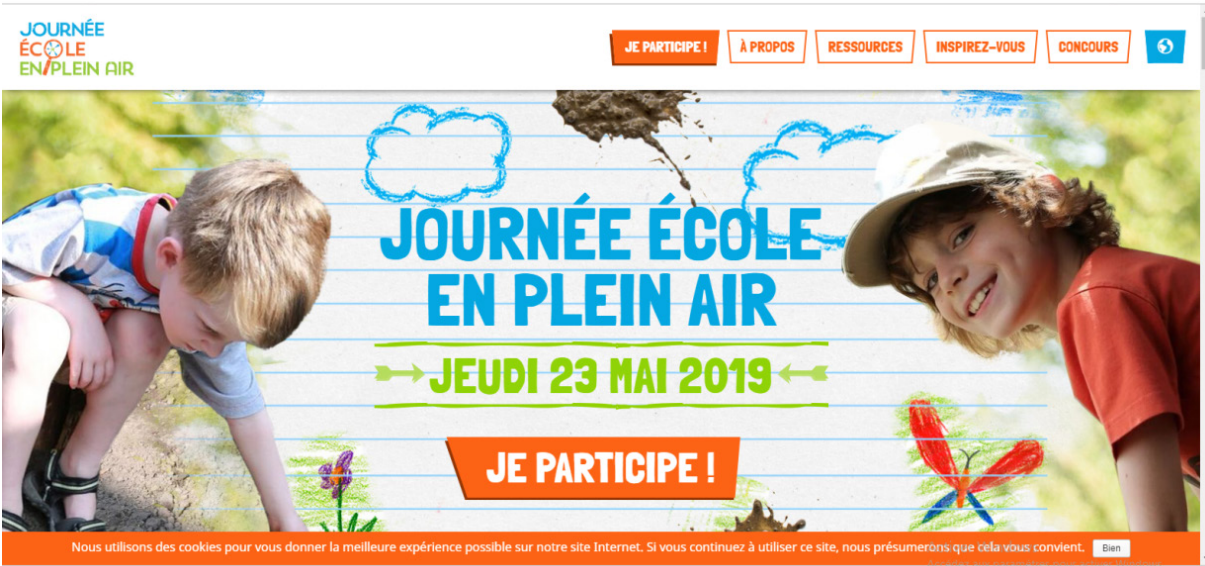 JOURNÉE
ÉCOLE
EN PLEIN AIR
JE PARTICIPE !
À PROPOS
RESSOURCES
INSPIREZ-VOUS
CONCOURS
JOURNÉE ÉCOLE
EN PLEIN AIR
JEUDI 23 MAI 2019
JE PARTICIPE !
Nous utilisons des cookies pour vous donner la meilleure expérience possible sur notre site Internet. Si vous continuez à utiliser ce site, nous présumerons que cela vous convient.
Bien